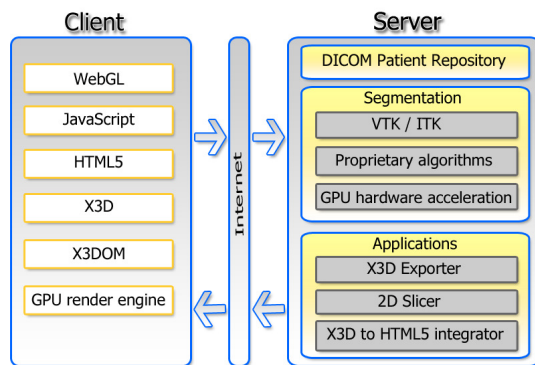 Client
WebGL
JavaScript
HTML5
X3D
X3DOM
GPU render engine
Internet
Server
DICOM Patient Repository
Segmentation
VTK / ITK
Proprietary algorithms
GPU hardware acceleration
Applications
X3D Exporter
2D Slicer
X3D to HTML5 integrator